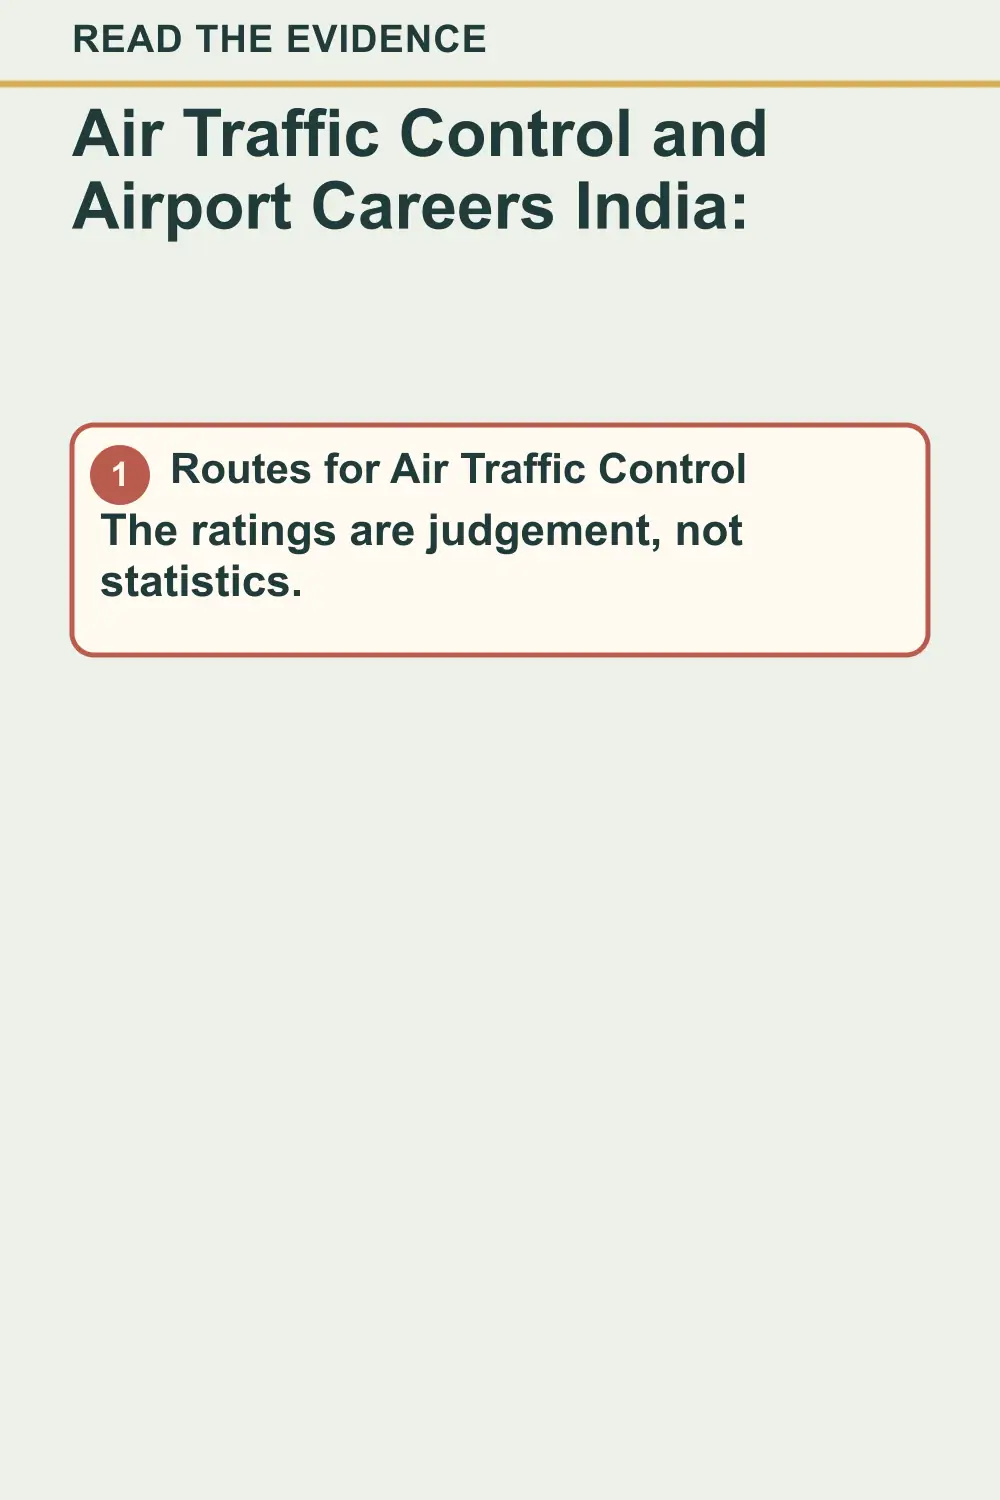 READ THE EVIDENCE
Air Traffic Control and
Airport Careers India:
1 Routes for Air Traffic Control
The ratings are judgement, not
statistics.